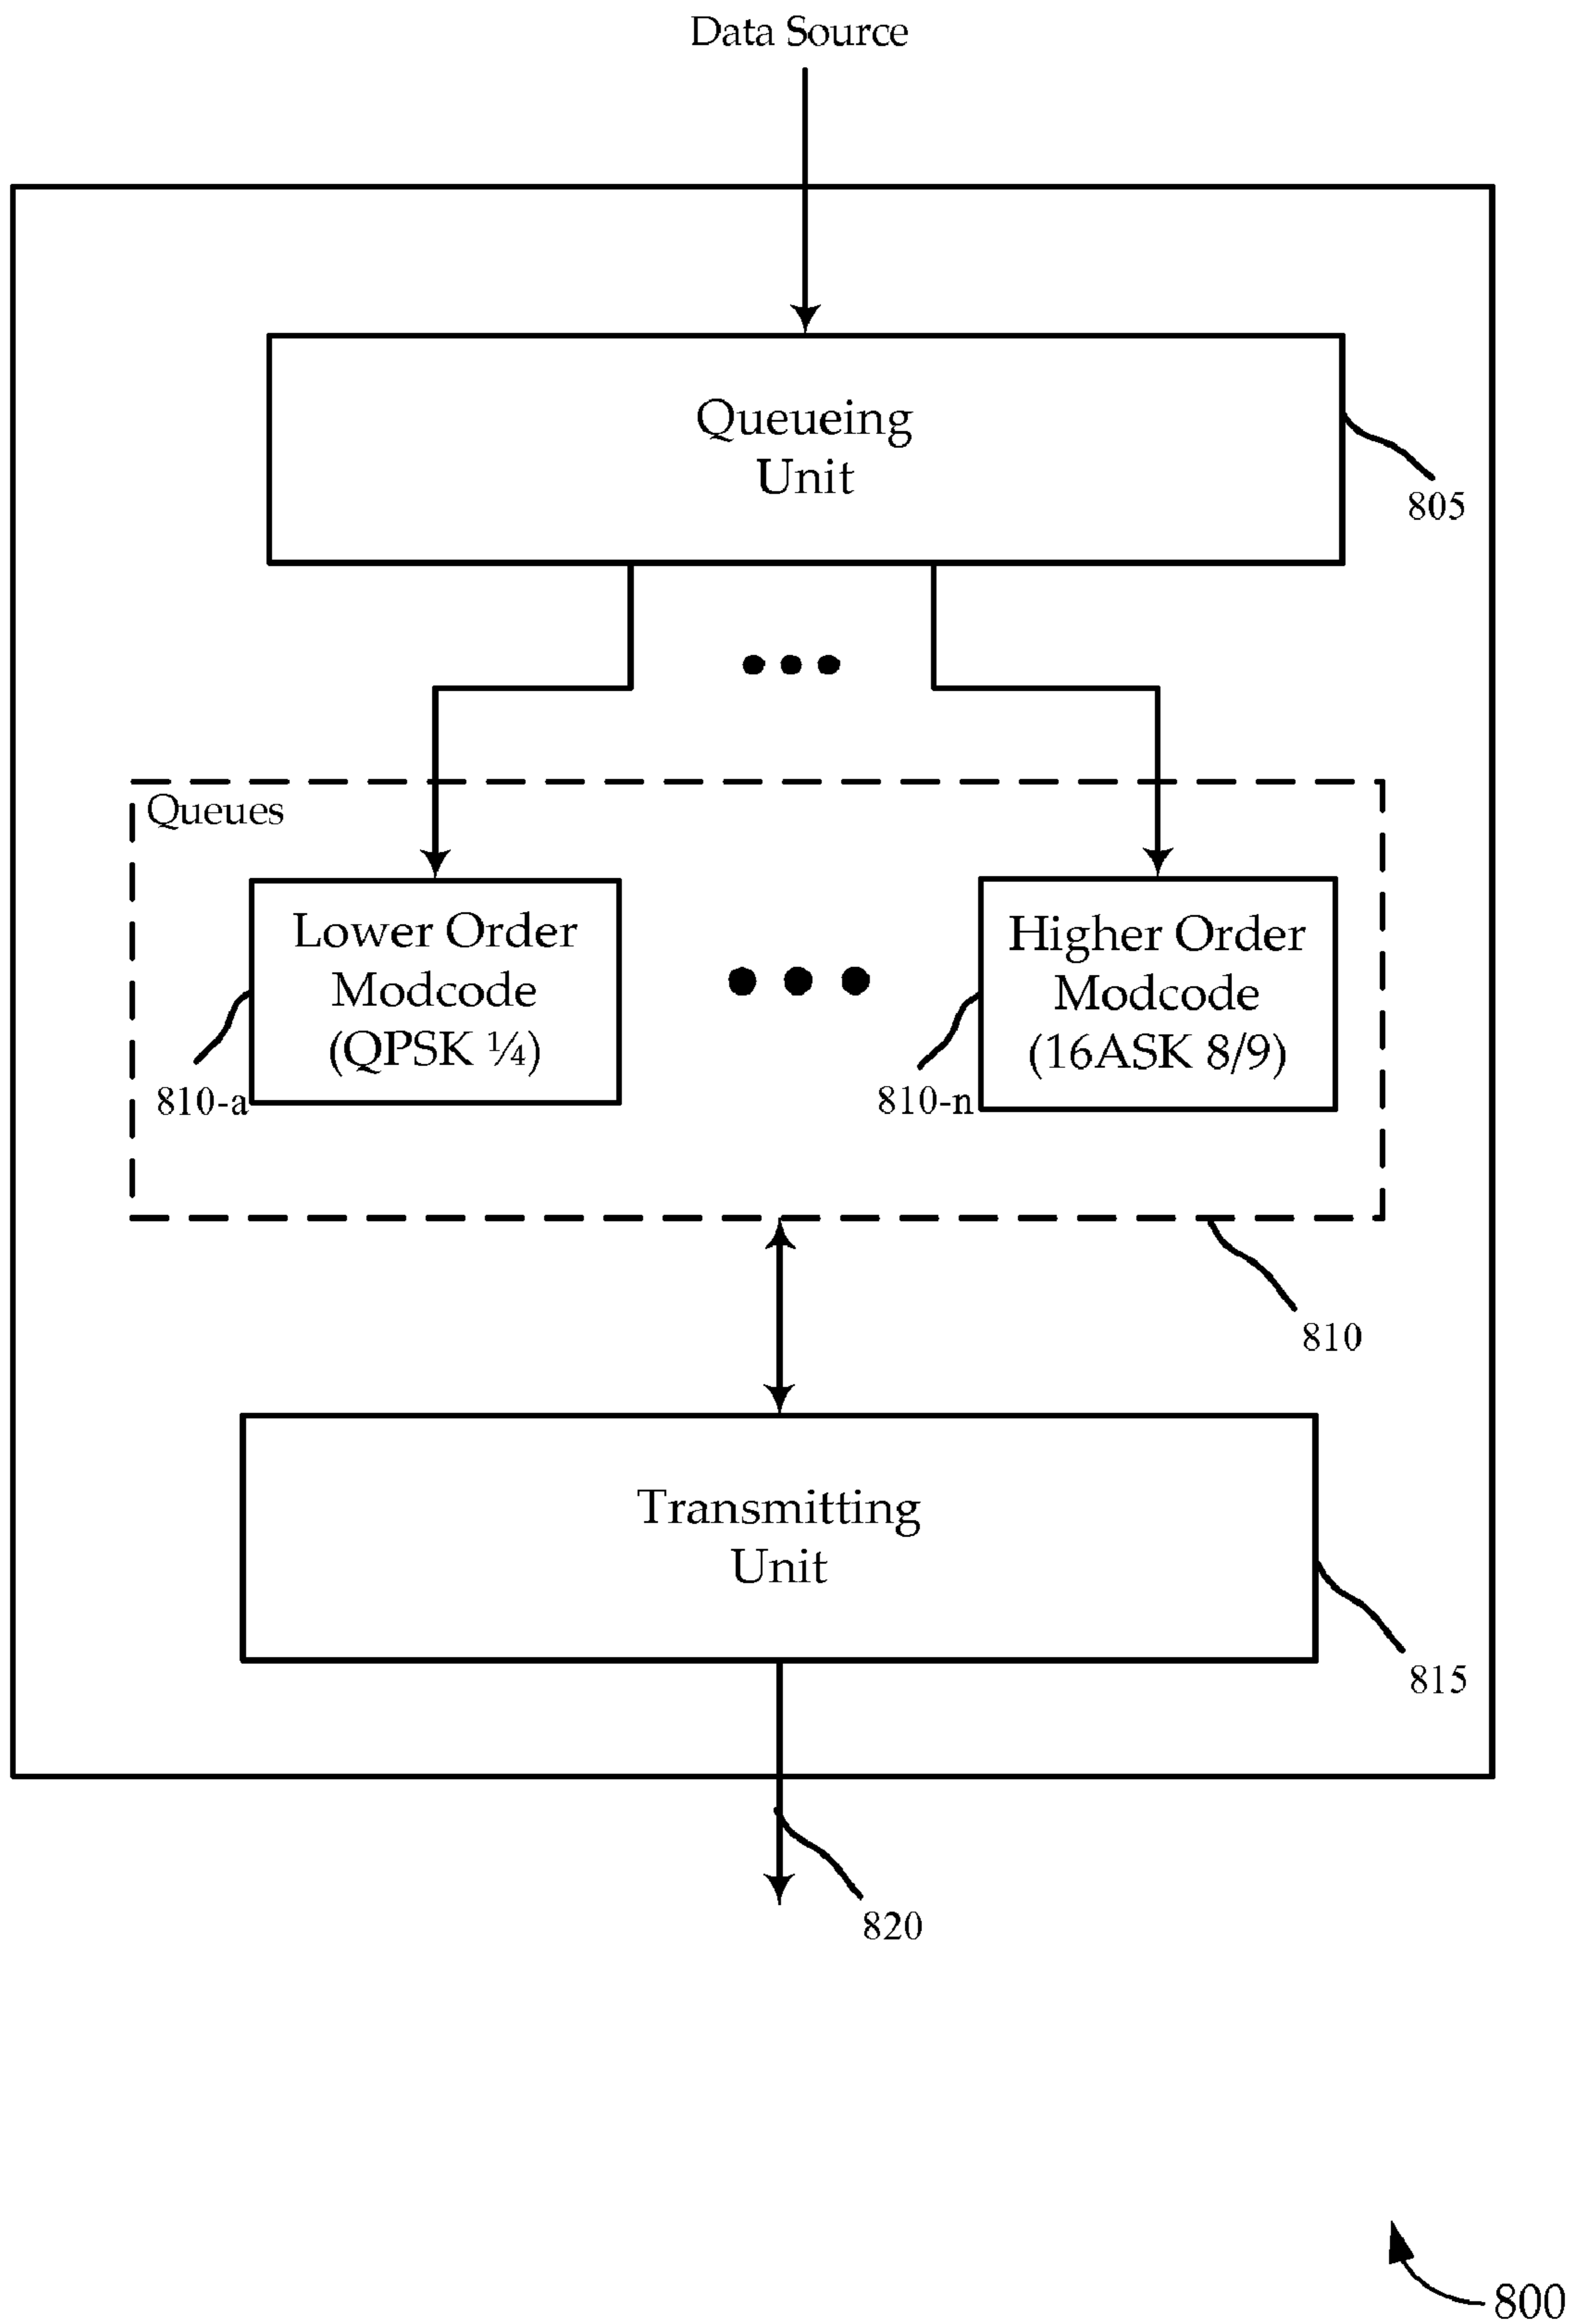 Data Source
Queueing
Unit
805
Queues
Lower Order
Modcode
(QPSK ¼)
810-a
Higher Order
Modcode
(16ASK 8/9)
810-n
810
Transmitting
Unit
815
820
800